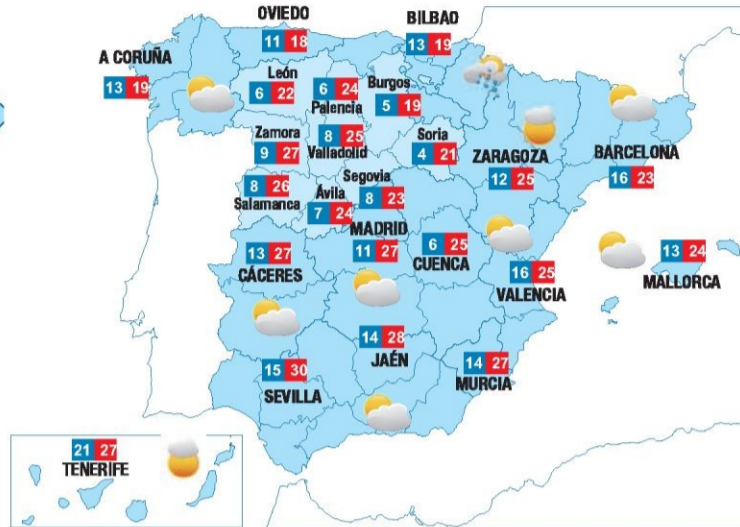 OVIEDO
11 18
BILBAO
13 19
A CORUÑA
13 19
León
6 22
6 24
Palencia
Burgos
5 19
Zamora
9 27
8 25
Valladolid
Soria
4 21
ZARAGOZA
12 25
BARCELONA
16 23
8 26
Salamanca
Ávila
7 24
Segovia
8 23
MADRID
11 27
6 25
CUENCA
13 27
CÁCERES
16 25
VALENCIA
13 24
MALLORCA
14 28
JAÉN
15 30
SEVILLA
14 27
MURCIA
21 27
TENERIFE